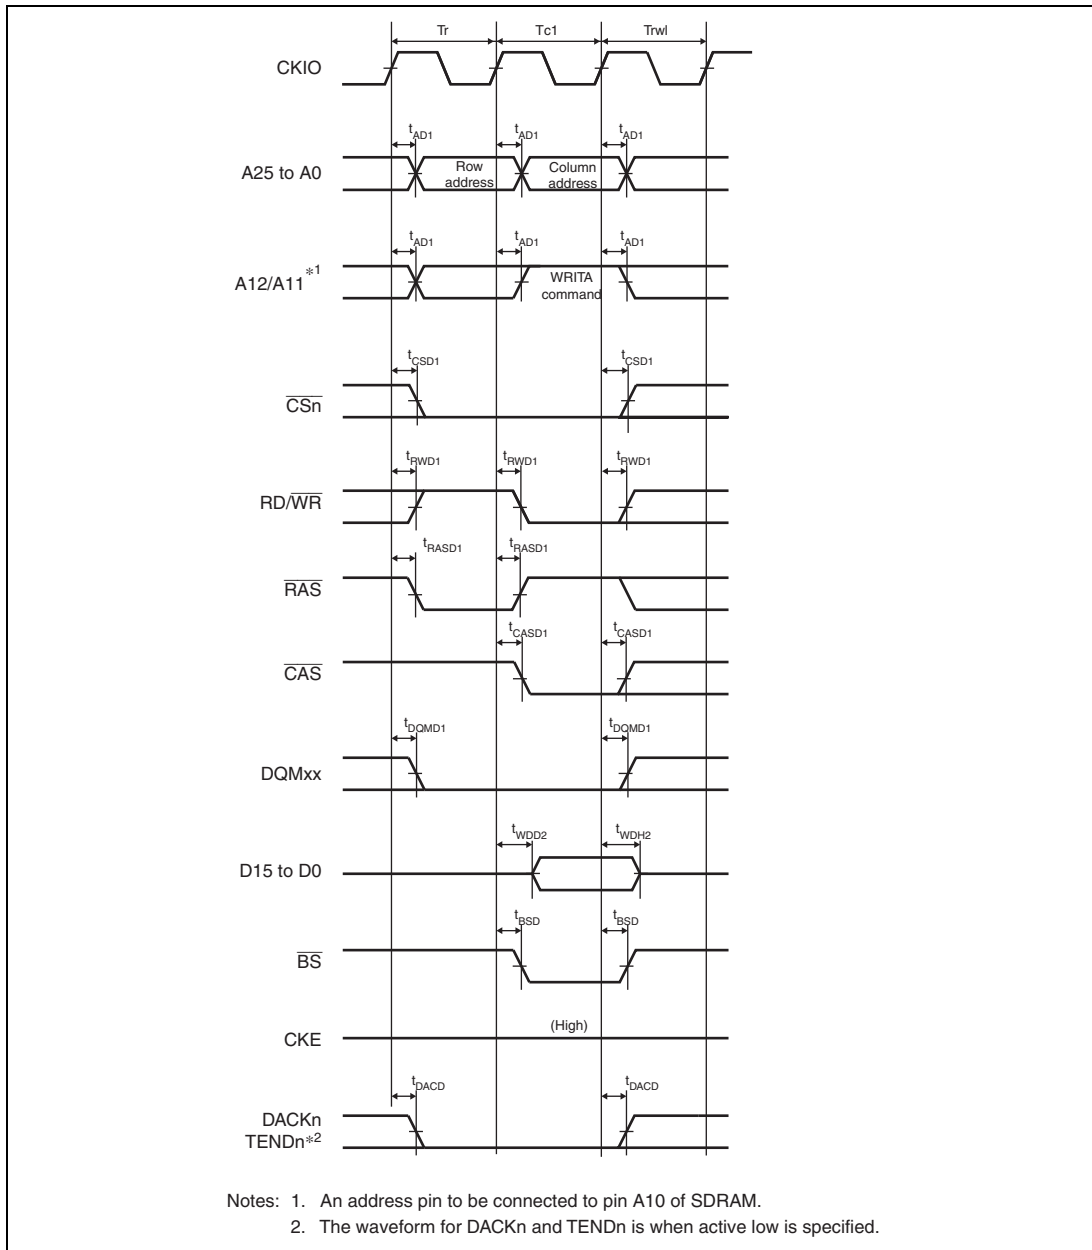 Tr Tc1 Trwl
CKIO
tAD1 tAD1 tAD1
A25 to A0
Row address
Column address
tAD1 tAD1 tAD1
A12/A11*1
WRITA command
tCSD1 tCSD1
CSn
tRWD1 tRWD1 tRWD1
RD/WR
tRASD1 tRASD1
RAS
tCASD1 tCASD1
CAS
tDQMD1 tDQMD1
DQMxx
tWDD2 tWDH2
D15 to D0
tBSD tBSD
BS
(High)
CKE
tDACD tDACD
DACKn
TENDn*2
Notes: 1. An address pin to be connected to pin A10 of SDRAM.
2. The waveform for DACKn and TENDn is when active low is specified.